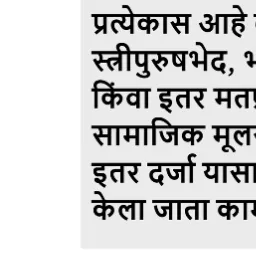 प्रत्येकास आहे
स्त्रीपुरुषभेद,
किंवा इतर
सामाजिक
इतर दर्जा
केला जाता